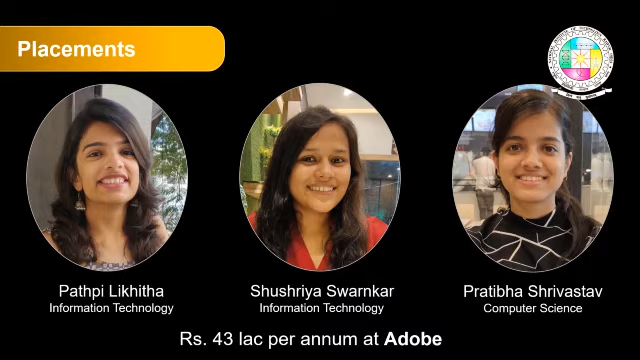 Placements
Pathpi Likhitha
Information Technology
Shushriya Swarnkar
Information Technology
Pratibha Shrivastav
Computer Science
Rs. 43 lac per annum at Adobe